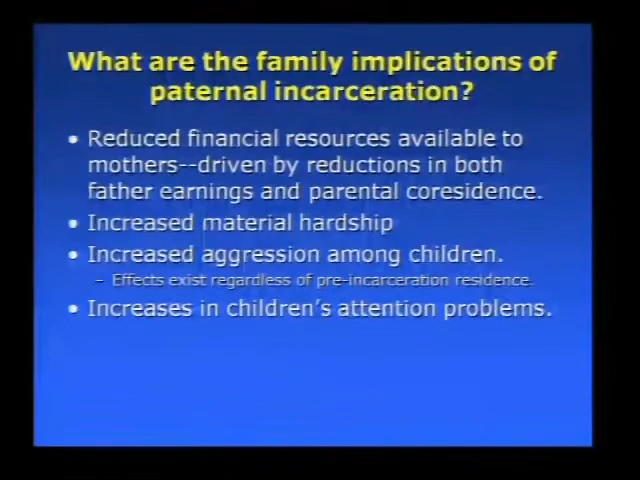 What are the family implications of
paternal incarceration?
• Reduced financial resources available to
mothers--driven by reductions in both
father earnings and parental coresidence.
• Increased material hardship
• Increased aggression among children.
– Effects exist regardless of pre-incarceration residence.
• Increases in children's attention problems.